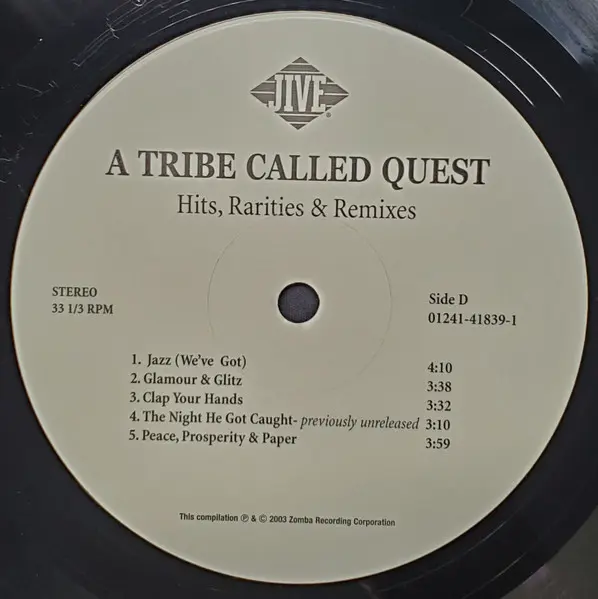 JIVE®
A TRIBE CALLED QUEST
Hits, Rarities & Remixes
STEREO
33 1/3 RPM
Side D
01241-41839-1
1. Jazz (We've Got) 4:10
2. Glamour & Glitz 3:38
3. Clap Your Hands 3:32
4. The Night He Got Caught- previously unreleased 3:10
5. Peace, Prosperity & Paper 3:59
This compilation ℗ & © 2003 Zomba Recording Corporation